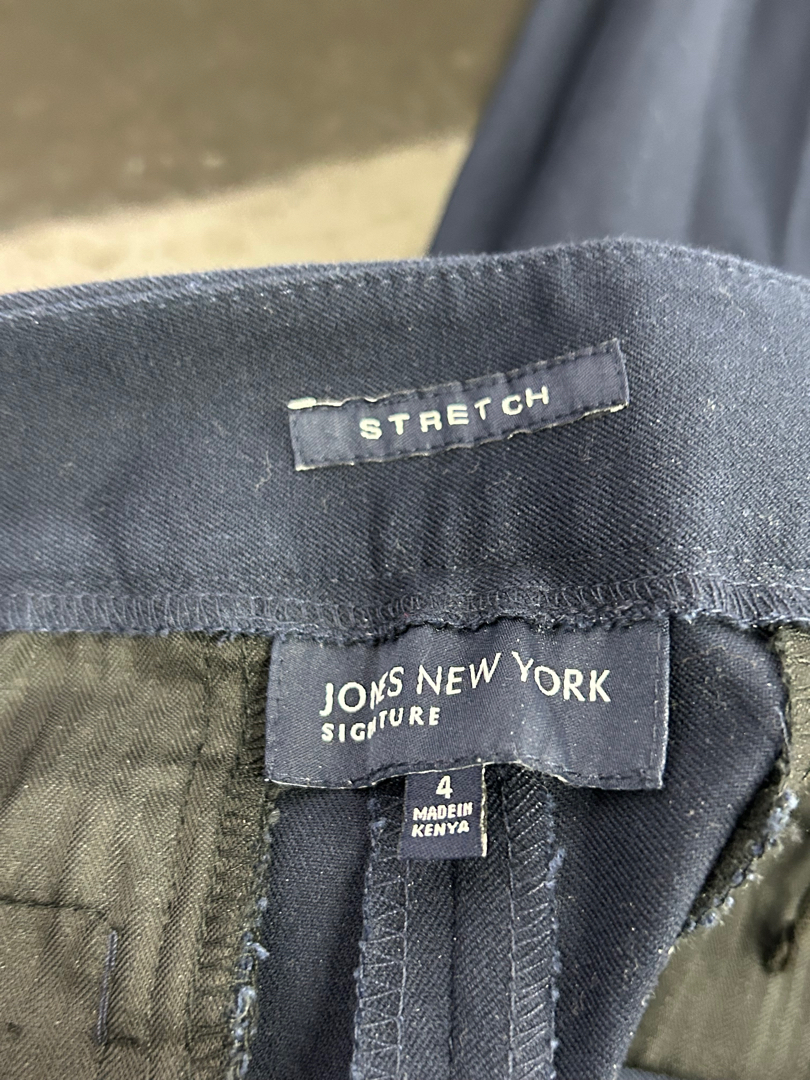 STRETCH
JONES NEW YORK
SIGNATURE
4
MADE IN
KENYA